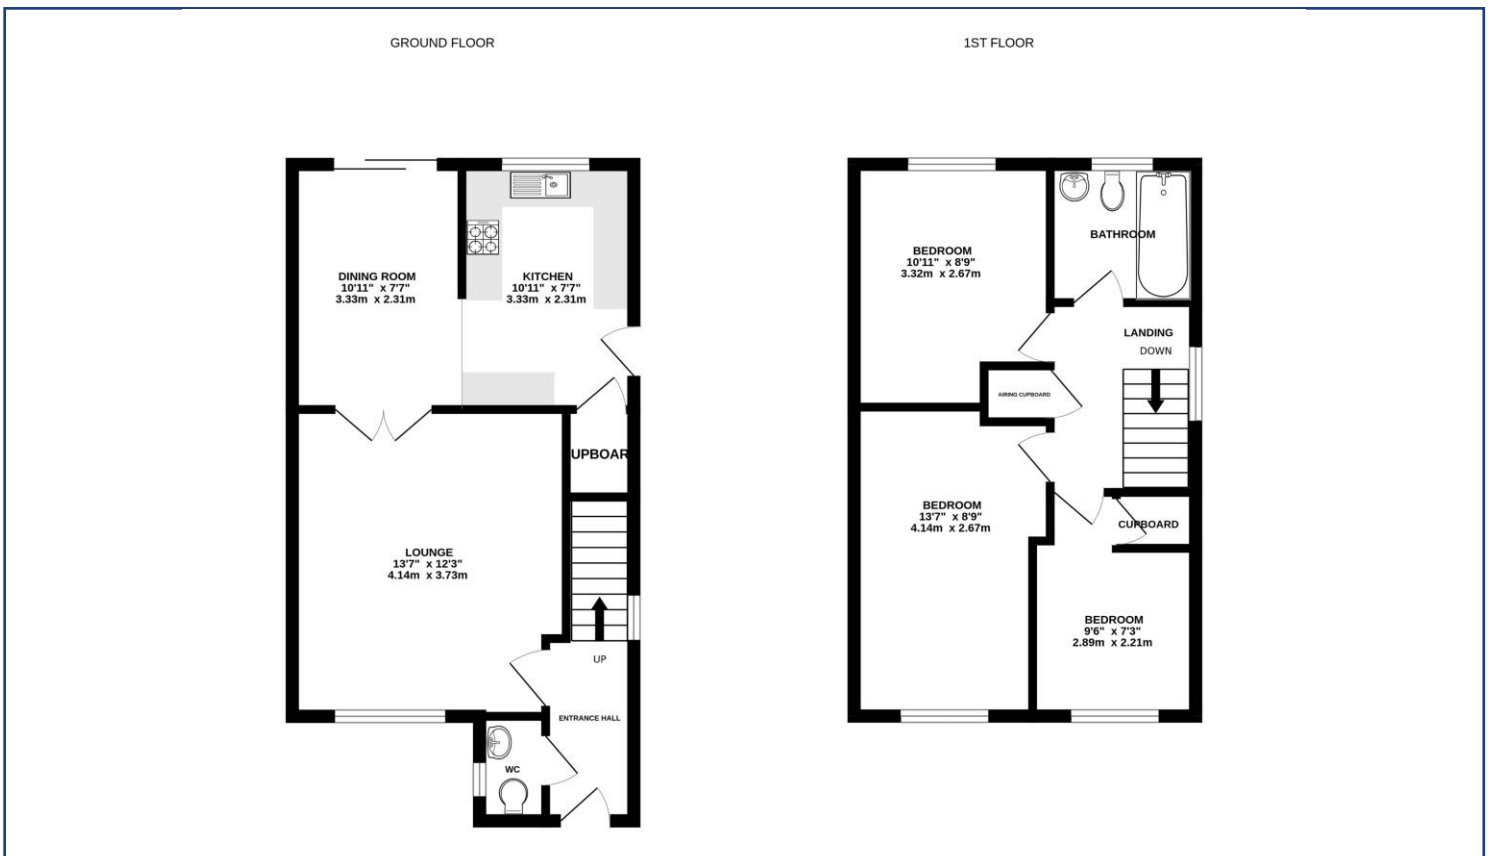 GROUND FLOOR
1ST FLOOR
DINING ROOM
10'11" x 7'7"
3.33m x 2.31m
KITCHEN
10'11" x 7'7"
3.33m x 2.31m
UPBOAR
LOUNGE
13'7" x 12'3"
4.14m x 3.73m
UP
ENTRANCE HALL
WC
BEDROOM
10'11" x 8'9"
3.32m x 2.67m
BATHROOM
LANDING
DOWN
AIRING CUPBOARD
BEDROOM
13'7" x 8'9"
4.14m x 2.67m
CUPBOARD
BEDROOM
9'6" x 7'3"
2.89m x 2.21m